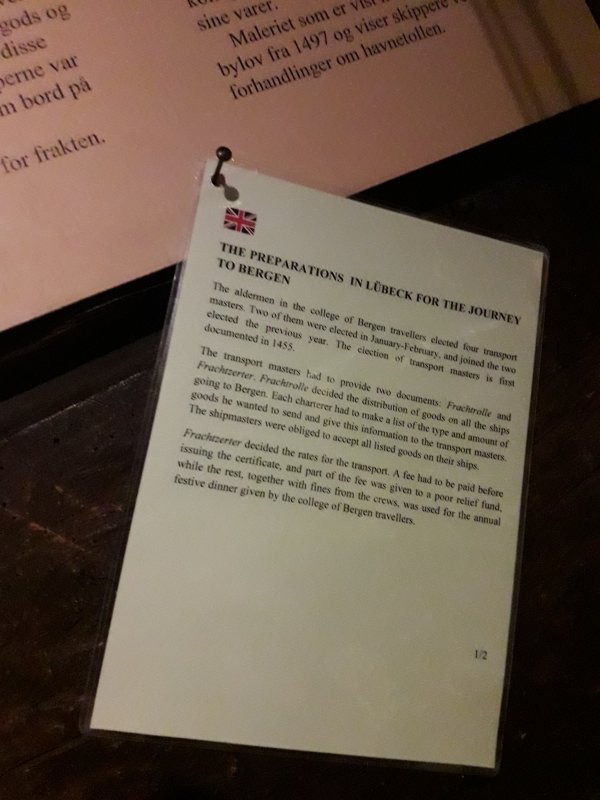 gods og
disse
perne var
m bord på
for frakten.
sine varer.
Maleriet som er
bylov fra 1497 og viser skippere
forhandlinger om havnetollen.
THE PREPARATIONS IN LÜBECK FOR THE JOURNEY
TO BERGEN
The aldermen in the college of Bergen travellers elected four transport
masters. Two of them were elected in January-February, and joined the two
elected the previous year. The election of transport masters is first
documented in 1455.
The transport masters had to provide two documents: Frachtrolle and
Frachtzerter. Frachtrolle decided the distribution of goods on all the ships
going to Bergen. Each charterer had to make a list of the type and amount of
goods he wanted to send and give this information to the transport masters.
The shipmasters were obliged to accept all listed goods on their ships.
Frachtzerter decided the rates for the transport. A fee had to be paid before
issuing the certificate, and part of the fee was given to a poor relief fund,
while the rest, together with fines from the crews, was used for the annual
festive dinner given by the college of Bergen travellers.
1/2